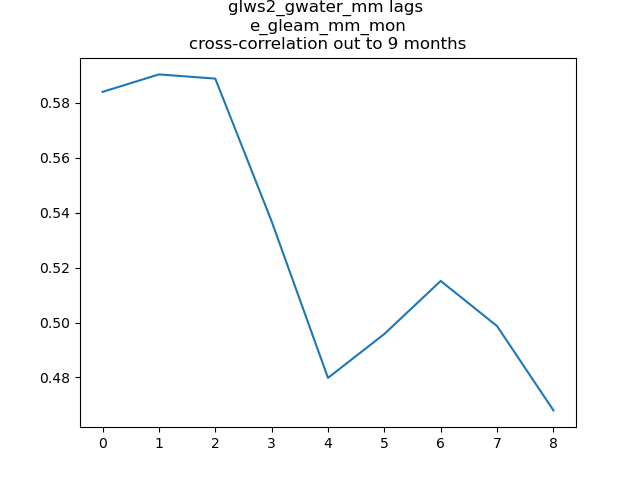 glws2_gwater_mm lags
e_gleam_mm_mon
cross-correlation out to 9 months
0.58
0.56
0.54
0.52
0.50
0.48
0 1 2 3 4 5 6 7 8